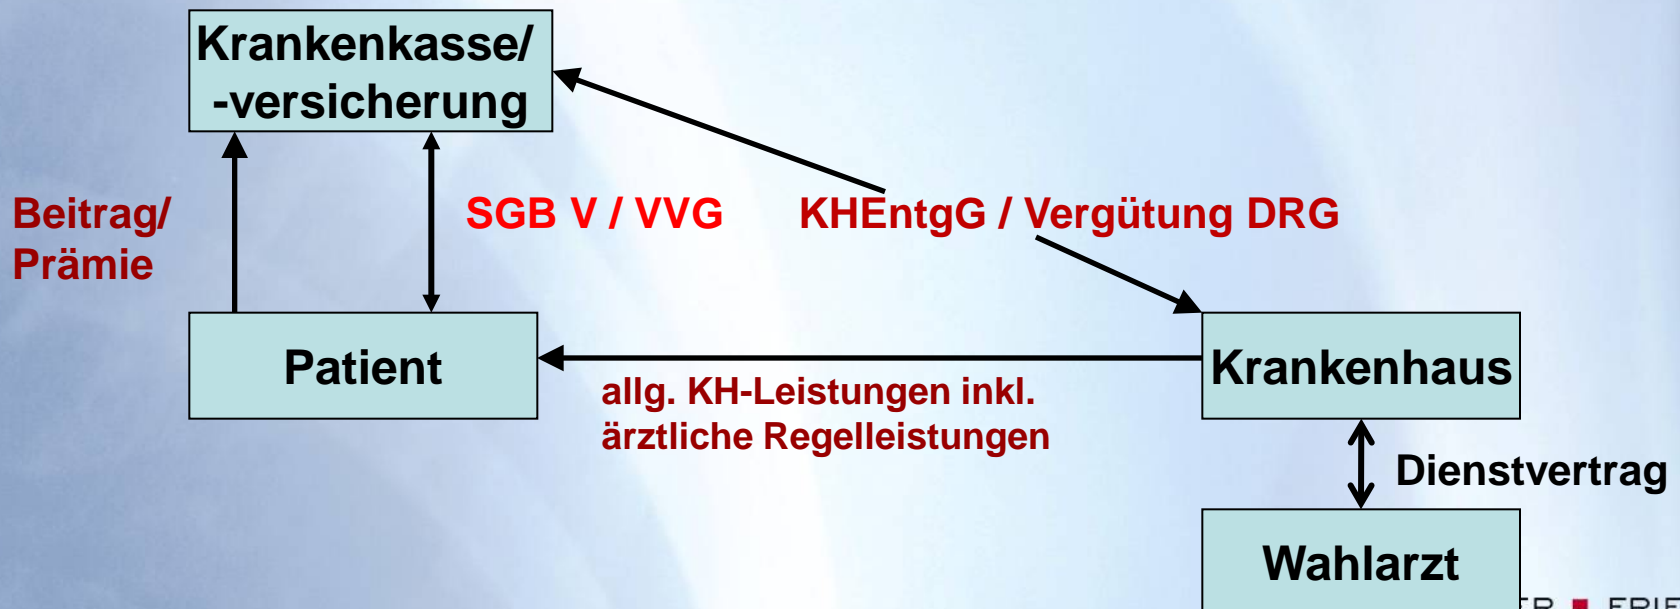 Krankenkasse/
-versicherung
Beitrag/
Prämie
SGB V / VVG
KHEntgG / Vergütung DRG
Patient
Krankenhaus
allg. KH-Leistungen inkl.
ärztliche Regelleistungen
Dienstvertrag
Wahlarzt